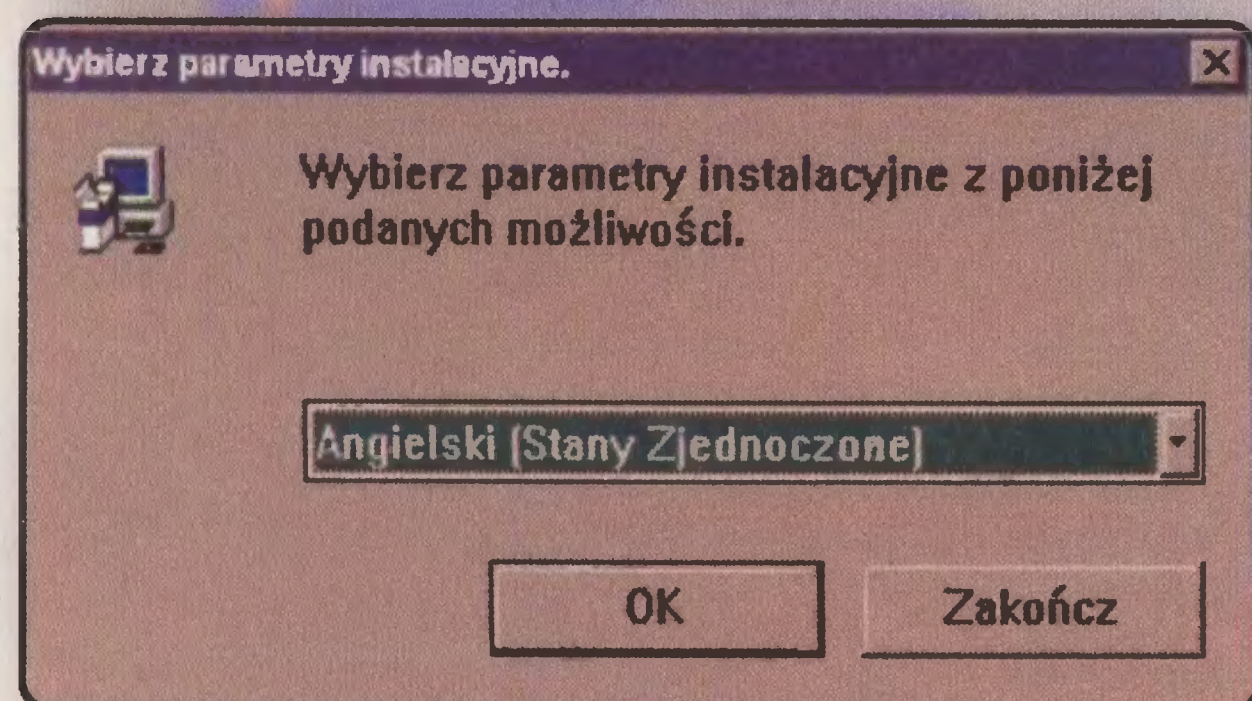 Wybierz parametry instalacyjne.
Wybierz parametry instalacyjne z poniżej
podanych możliwości.
Angielski (Stany Zjednoczone)
OK
Zakończ